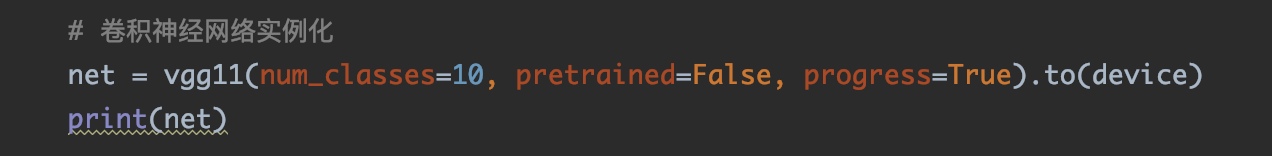 # 卷积神经网络实例化
net = vgg11(num_classes=10, pretrained=False, progress=True).to(device)
print(net)